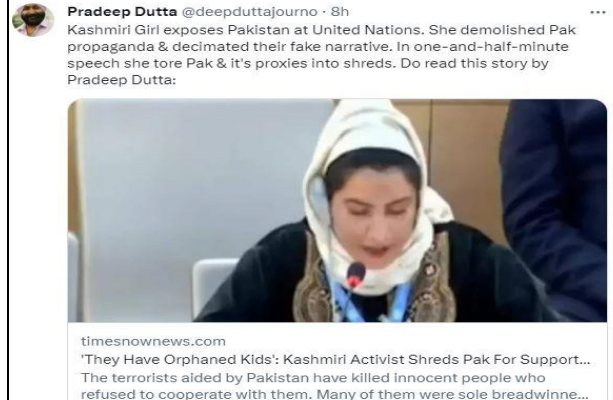 Pradeep Dutta @deepduttajourno · 8h
Kashmiri Girl exposes Pakistan at United Nations. She demolished Pak
propaganda & decimated their fake narrative. In one-and-half-minute
speech she tore Pak & it's proxies into shreds. Do read this story by
Pradeep Dutta:
timesnownews.com
'They Have Orphaned Kids': Kashmiri Activist Shreds Pak For Support...
The terrorists aided by Pakistan have killed innocent people who
refused to cooperate with them. Many of them were sole breadwinne...